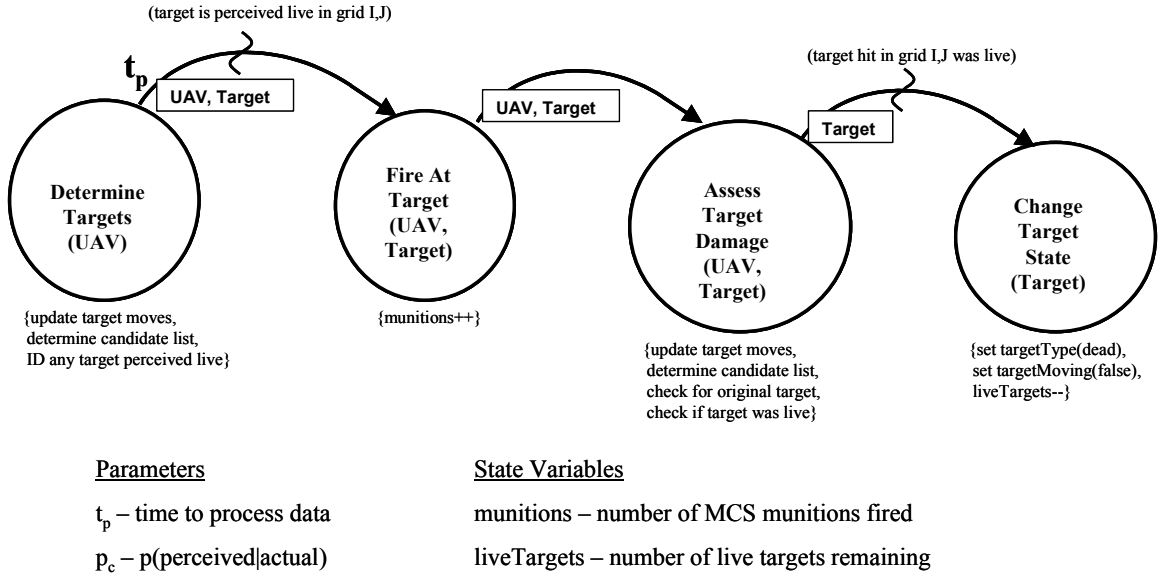 (target is perceived live in grid I,J)
(target hit in grid I,J was live)
tp
UAV, Target
UAV, Target
Target
Determine
Targets
(UAV)
Fire At
Target
(UAV,
Target)
Assess
Target
Damage
(UAV,
Target)
Change
Target
State
(Target)
{update target moves,
determine candidate list,
ID any target perceived live}
{munitions++}
{update target moves,
determine candidate list,
check for original target,
check if target was live}
{set targetType(dead),
set targetMoving(false),
liveTargets--}
Parameters
tp – time to process data
pc – p(perceived|actual)
State Variables
munitions – number of MCS munitions fired
liveTargets – number of live targets remaining